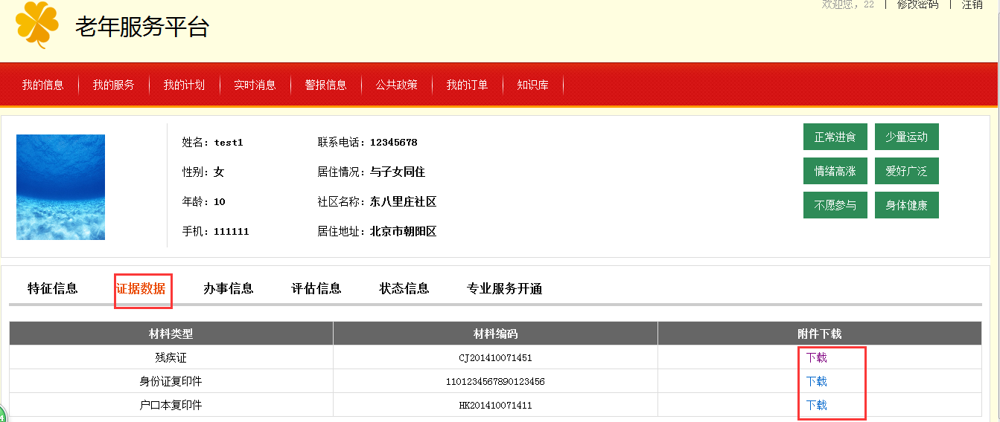 欢迎您，22 | 修改密码 | 注销
老年服务平台
我的信息 我的服务 我的计划 实时消息 警报信息 公共政策 我的订单 知识库
姓名：test1 联系电话：12345678 正常进食 少量运动
性别：女 居住情况：与子女同住 情绪高涨 爱好广泛
年龄：10 社区名称：东八里庄社区 不愿参与 身体健康
手机：111111 居住地址：北京市朝阳区
特征信息 证据数据 办事信息 评估信息 状态信息 专业服务开通
材料类型 材料编码 附件下载
残疾证 CJ201410071451 下载
身份证复印件 1101234567890123456 下载
户口本复印件 HK201410071411 下载